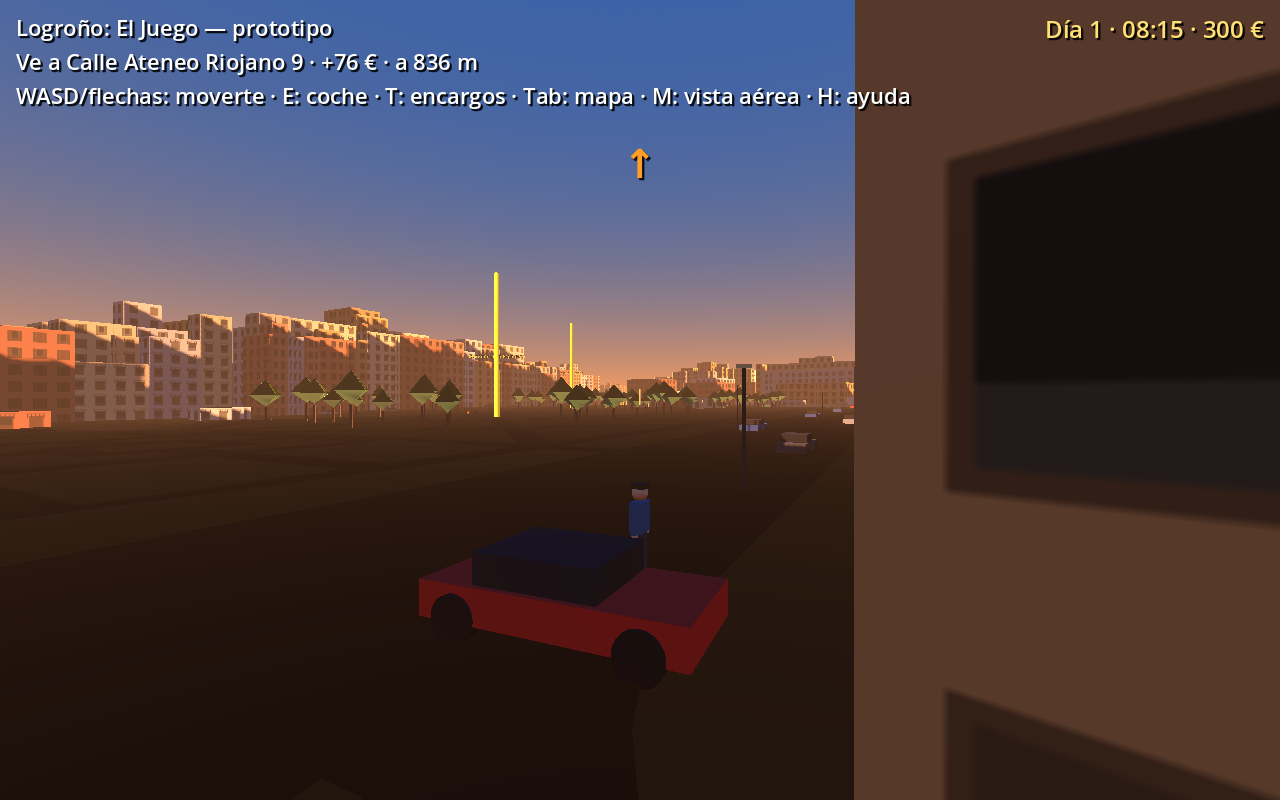 Logroño: El Juego — prototipo
Día 1 · 08:15 · 300 €
Ve a Calle Ateneo Riojano 9 · +76 € · a 836 m
WASD/flechas: moverte · E: coche · T: encargos · Tab: mapa · M: vista aérea · H: ayuda